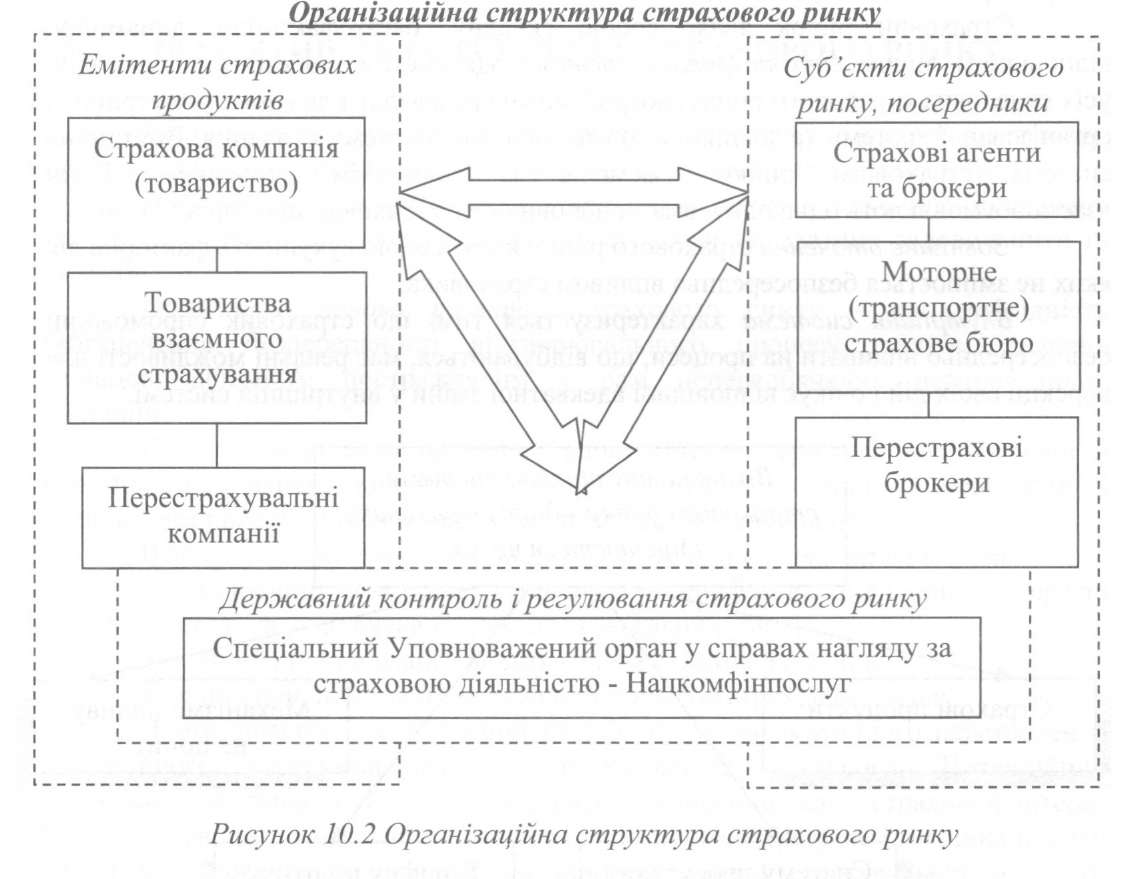 Організаційна структура страхового ринку
Емітенти страхових
продуктів
Страхова компанія
(товариство)
Товариства
взаємного
страхування
Перестрахувальні
компанії
Суб´єкти страхового
ринку, посередники
Страхові агенти
та брокери
Моторне
(транспортне)
страхове бюро
Перестрахові
брокери
Державний контроль і регулювання страхового ринку
Спеціальний Уповноважений орган у справах нагляду за
страховою діяльністю - Нацкомфінпослуг
Рисунок 10.2 Організаційна структура страхового ринку